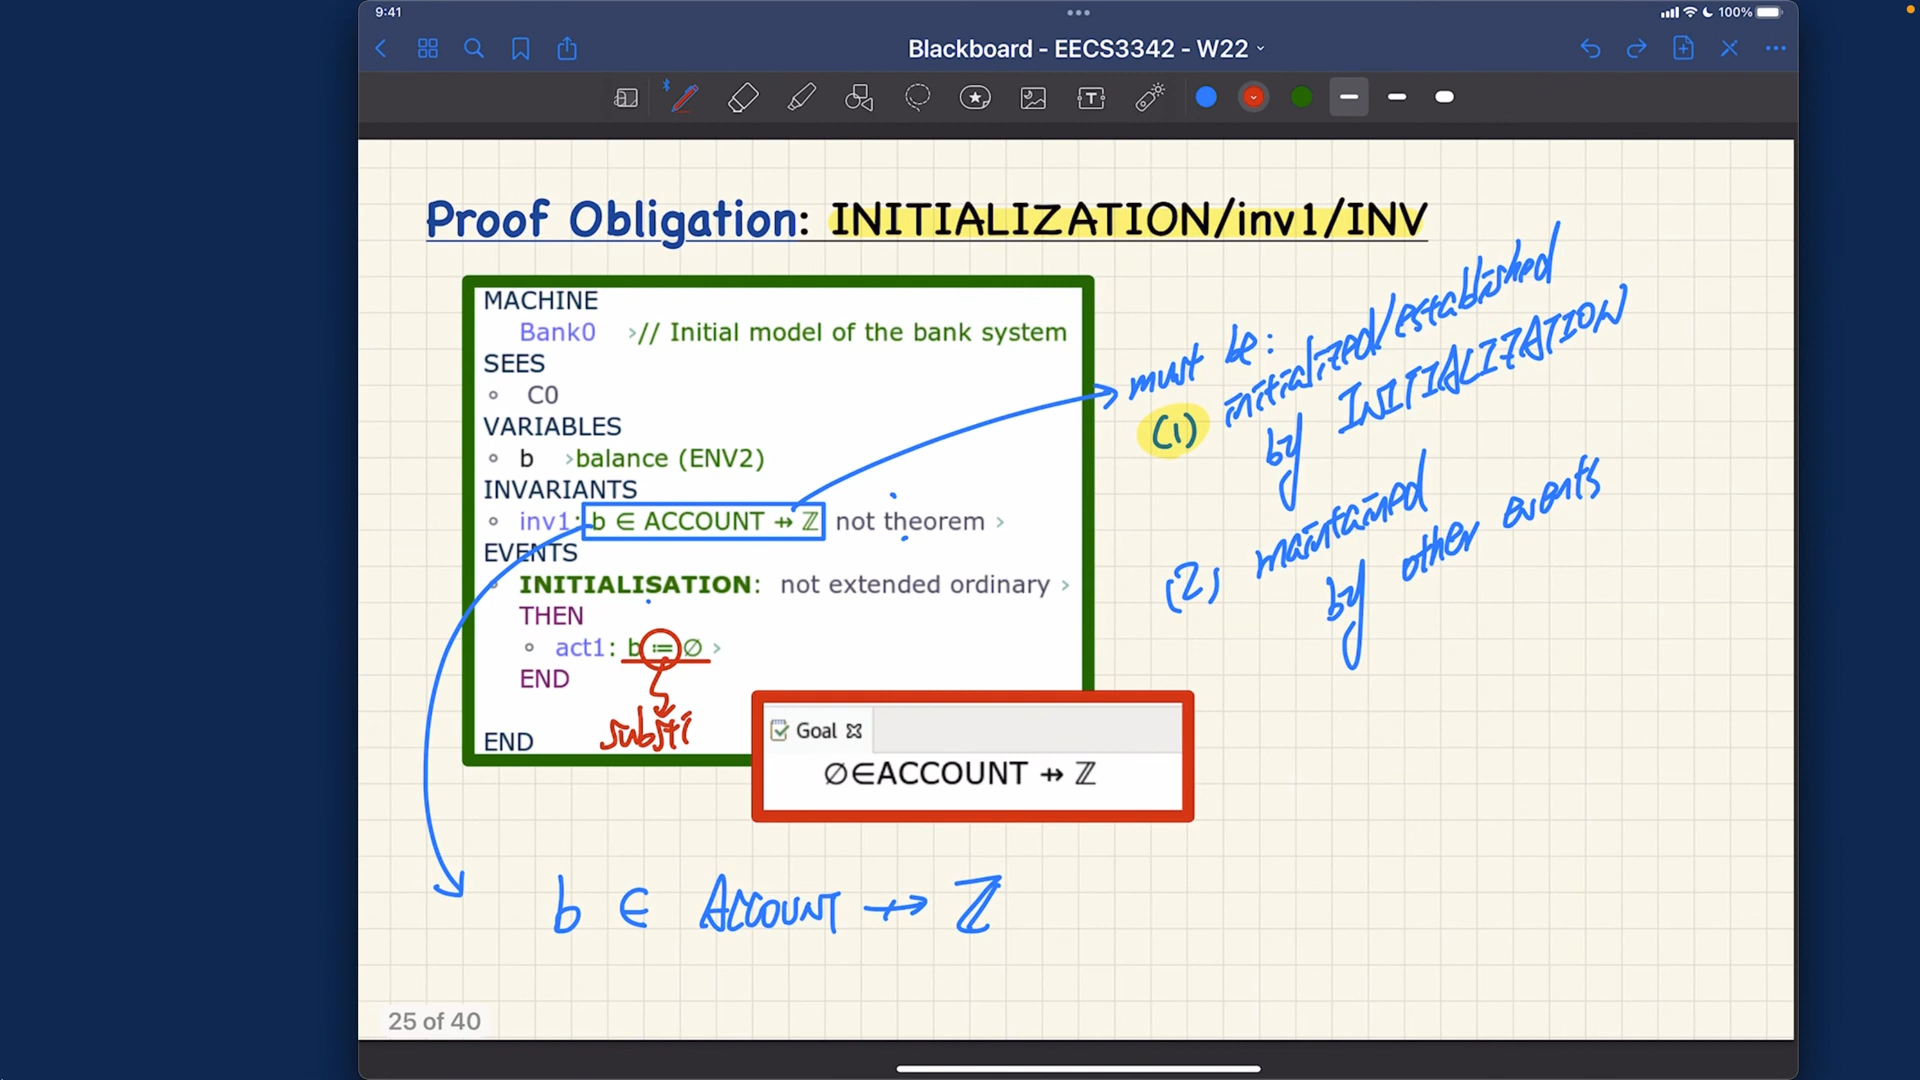 9:41
100%
Blackboard - EECS3342 - W22
Proof Obligation: INITIALIZATION/inv1/INV
MACHINE
Bank0 ›// Initial model of the bank system
SEES
C0
VARIABLES
b ›balance (ENV2)
INVARIANTS
inv1: b ∈ ACCOUNT ⇸ ℤ not theorem ›
EVENTS
INITIALISATION: not extended ordinary ›
THEN
act1: b ≔ ∅ ›
END
END
substi
must be:
(1) initialized/established
by INITIALIZATION
(2) maintained
by other events
Goal
∅∈ACCOUNT ⇸ ℤ
b ∈ ACCOUNT ⇸ ℤ
25 of 40